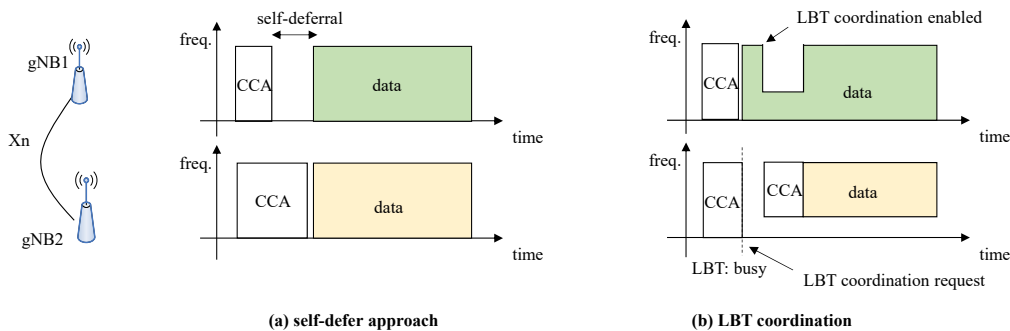 gNB1
Xn
gNB2
self-deferral
freq.
CCA
data
time
freq.
CCA
data
time
(a) self-defer approach
LBT coordination enabled
freq.
CCA
data
time
freq.
CCA
CCA
data
time
LBT: busy
LBT coordination request
(b) LBT coordination